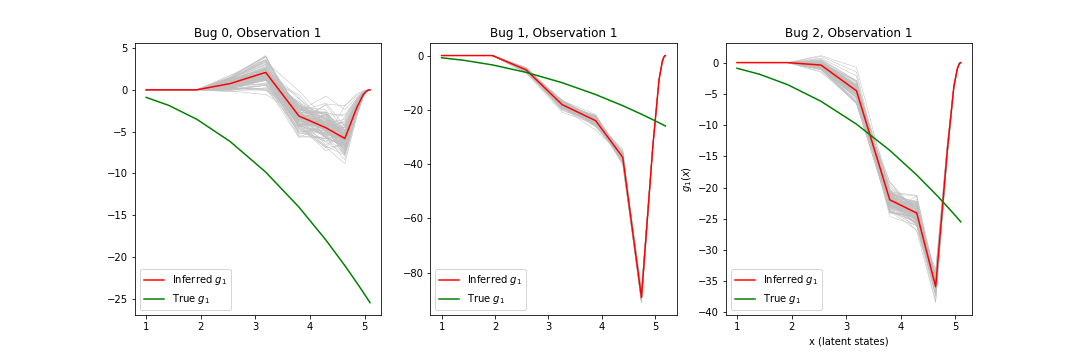 Bug 0, Observation 1
5
0
−5
−10
−15
−20
−25
Inferred g₁
True g₁
1 2 3 4 5
Bug 1, Observation 1
0
−20
−40
−60
−80
Inferred g₁
True g₁
1 2 3 4 5
Bug 2, Observation 1
g₁(x)
0
−5
−10
−15
−20
−25
−30
−35
−40
Inferred g₁
True g₁
1 2 3 4 5
x (latent states)